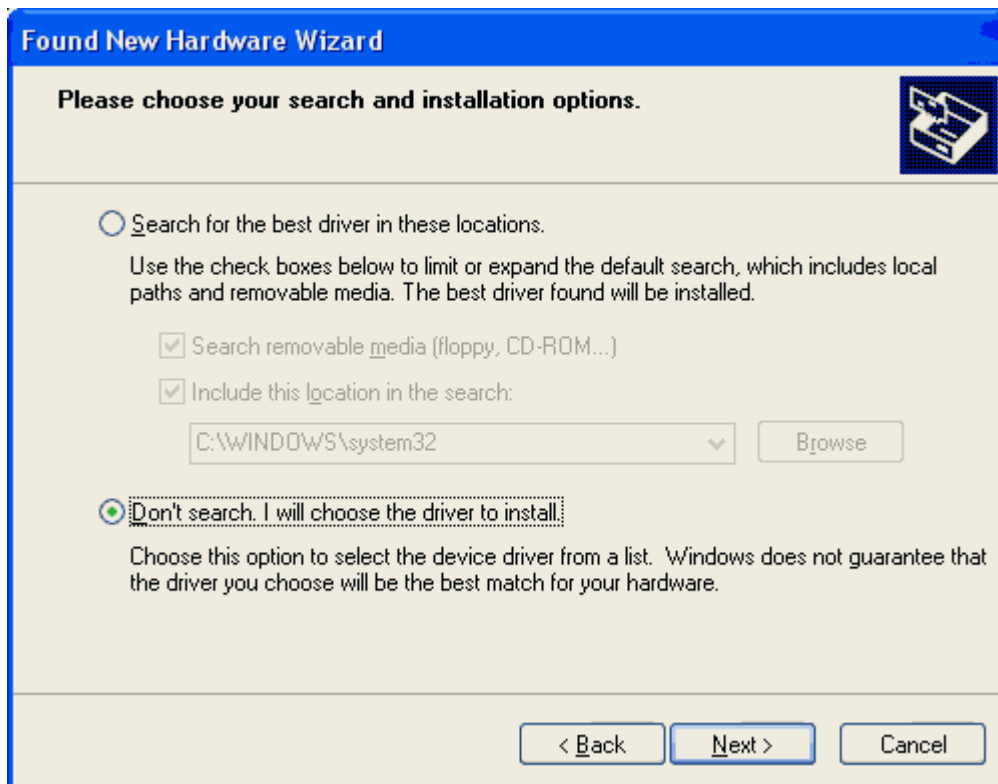 Found New Hardware Wizard
Please choose your search and installation options.
Search for the best driver in these locations.
Use the check boxes below to limit or expand the default search, which includes local
paths and removable media. The best driver found will be installed.
Search removable media (floppy, CD-ROM...)
Include this location in the search:
C:\WINDOWS\system32
Browse
Don't search. I will choose the driver to install.
Choose this option to select the device driver from a list. Windows does not guarantee that
the driver you choose will be the best match for your hardware.
< Back Next > Cancel